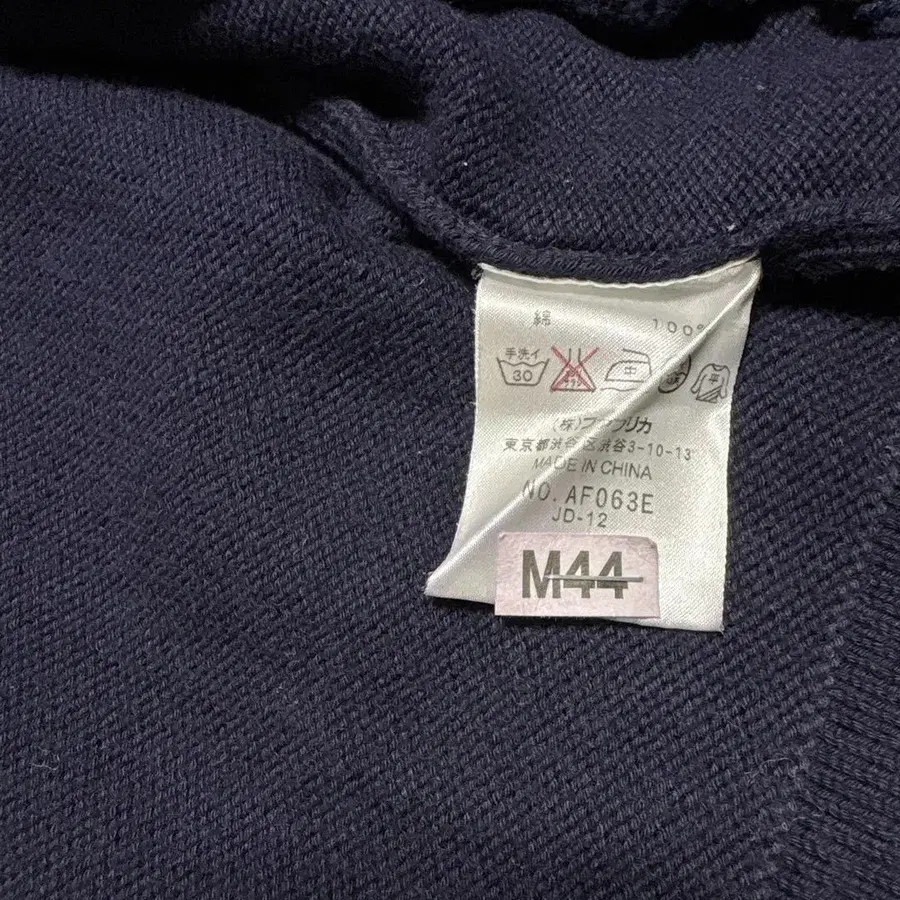 綿 100%
手洗イ 30 中
(株)ファブリカ
東京都渋谷区渋谷3-10-13
MADE IN CHINA
NO. AF063E
JD-12
M44